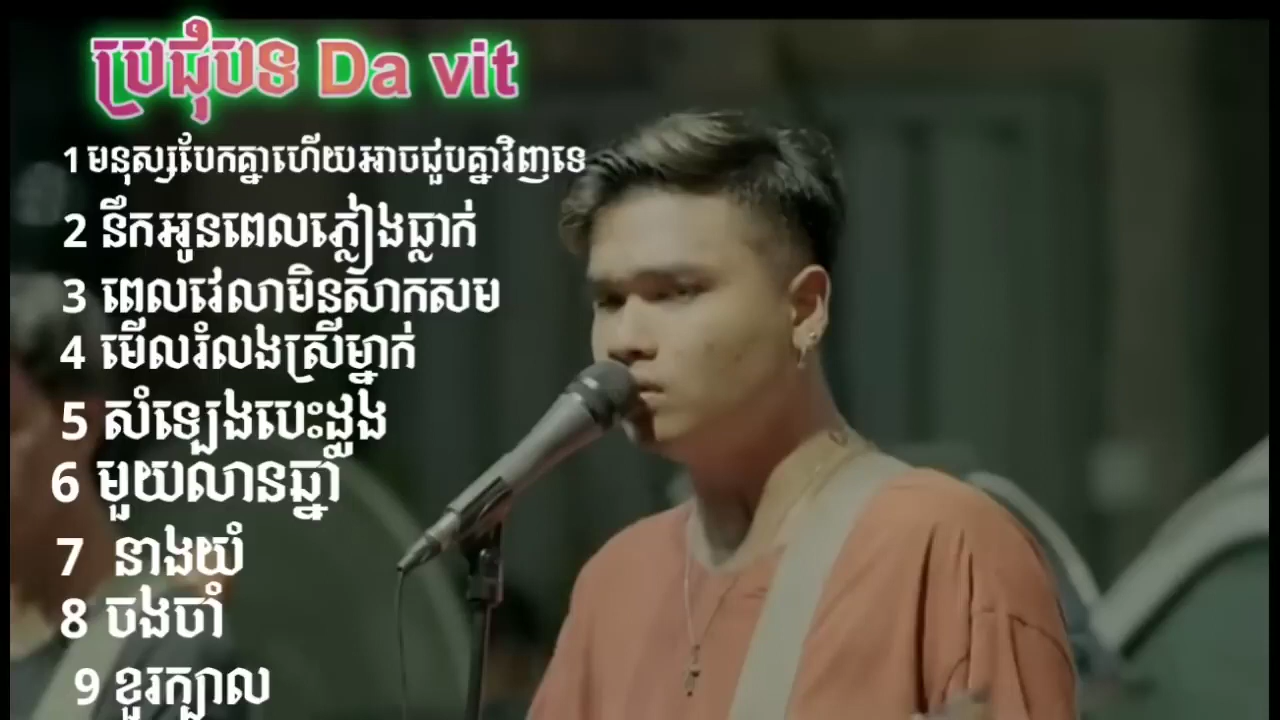 ប្រជុំបទ Da vit
1 មនុស្សបែកគ្នាហើយអាចជួបគ្នាវិញទេ
2 នឹកអូនពេលភ្លៀងធ្លាក់
3 ពេលវេលាមិនសាកសម
4 មើលរំលងស្រីម្នាក់
5 សំឡេងបេះដូង
6 មួយលានឆ្នាំ
7 នាងយំ
8 ចងចាំ
9 ខួរក្បាល